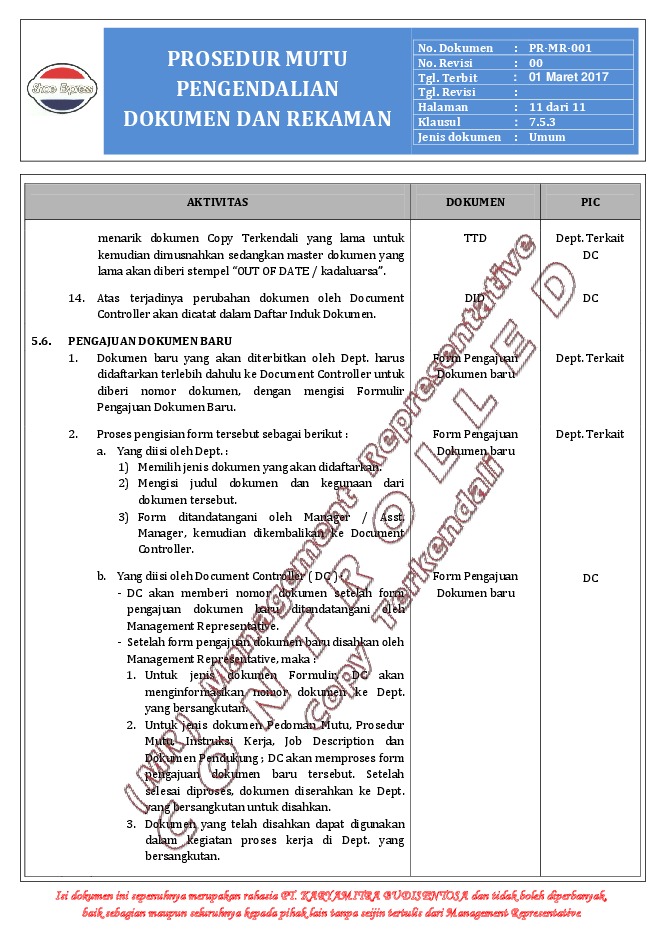 Shoes Express
PROSEDUR MUTU
PENGENDALIAN
DOKUMEN DAN REKAMAN
No. Dokumen : PR-MR-001
No. Revisi : 00
Tgl. Terbit : 01 Maret 2017
Tgl. Revisi :
Halaman : 11 dari 11
Klausul : 7.5.3
Jenis dokumen : Umum
AKTIVITAS DOKUMEN PIC
menarik dokumen Copy Terkendali yang lama untuk TTD Dept. Terkait
kemudian dimusnahkan sedangkan master dokumen yang DC
lama akan diberi stempel “OUT OF DATE / kadaluarsa”.
14. Atas terjadinya perubahan dokumen oleh Document DID DC
Controller akan dicatat dalam Daftar Induk Dokumen.
5.6. PENGAJUAN DOKUMEN BARU
1. Dokumen baru yang akan diterbitkan oleh Dept. harus Form Pengajuan Dept. Terkait
didaftarkan terlebih dahulu ke Document Controller untuk Dokumen baru
diberi nomor dokumen, dengan mengisi Formulir
Pengajuan Dokumen Baru.
2. Proses pengisian form tersebut sebagai berikut : Form Pengajuan Dept. Terkait
a. Yang diisi oleh Dept. : Dokumen baru
1) Memilih jenis dokumen yang akan didaftarkan.
2) Mengisi judul dokumen dan kegunaan dari
dokumen tersebut.
3) Form ditandatangani oleh Manager / Asst.
Manager, kemudian dikembalikan ke Document
Controller.
b. Yang diisi oleh Document Controller ( DC ) : Form Pengajuan DC
- DC akan memberi nomor dokumen setelah form Dokumen baru
pengajuan dokumen baru ditandatangani oleh
Management Representative.
- Setelah form pengajuan dokumen baru disahkan oleh
Management Representative, maka :
1. Untuk jenis dokumen Formulir, DC akan
menginformasikan nomor dokumen ke Dept.
yang bersangkutan.
2. Untuk jenis dokumen Pedoman Mutu, Prosedur
Mutu, Instruksi Kerja, Job Description dan
Dokumen Pendukung ; DC akan memproses form
pengajuan dokumen baru tersebut. Setelah
selesai diproses, dokumen diserahkan ke Dept.
yang bersangkutan untuk disahkan.
3. Dokumen yang telah disahkan dapat digunakan
dalam kegiatan proses kerja di Dept. yang
bersangkutan.
(MR) Management Representative
CONTROLLED
Copy Terkendali
Isi dokumen ini sepenuhnya merupakan rahasia PT. KARYAMITRA BUDISENTOSA dan tidak boleh diperbanyak,
baik sebagian maupun seluruhnya kepada pihak lain tanpa seijin tertulis dari Management Representative